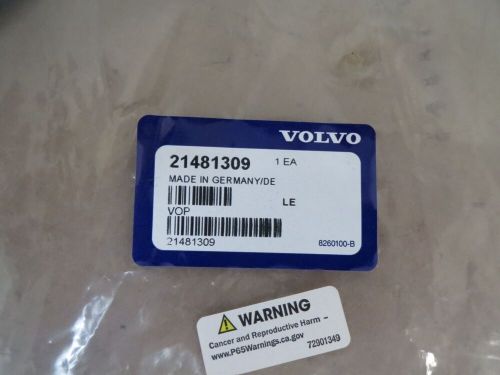 VOLVO
21481309 1 EA
MADE IN GERMANY/DE
LE
VOP
21481309 8260100-B
WARNING
Cancer and Reproductive Harm –
www.P65Warnings.ca.gov 72901349